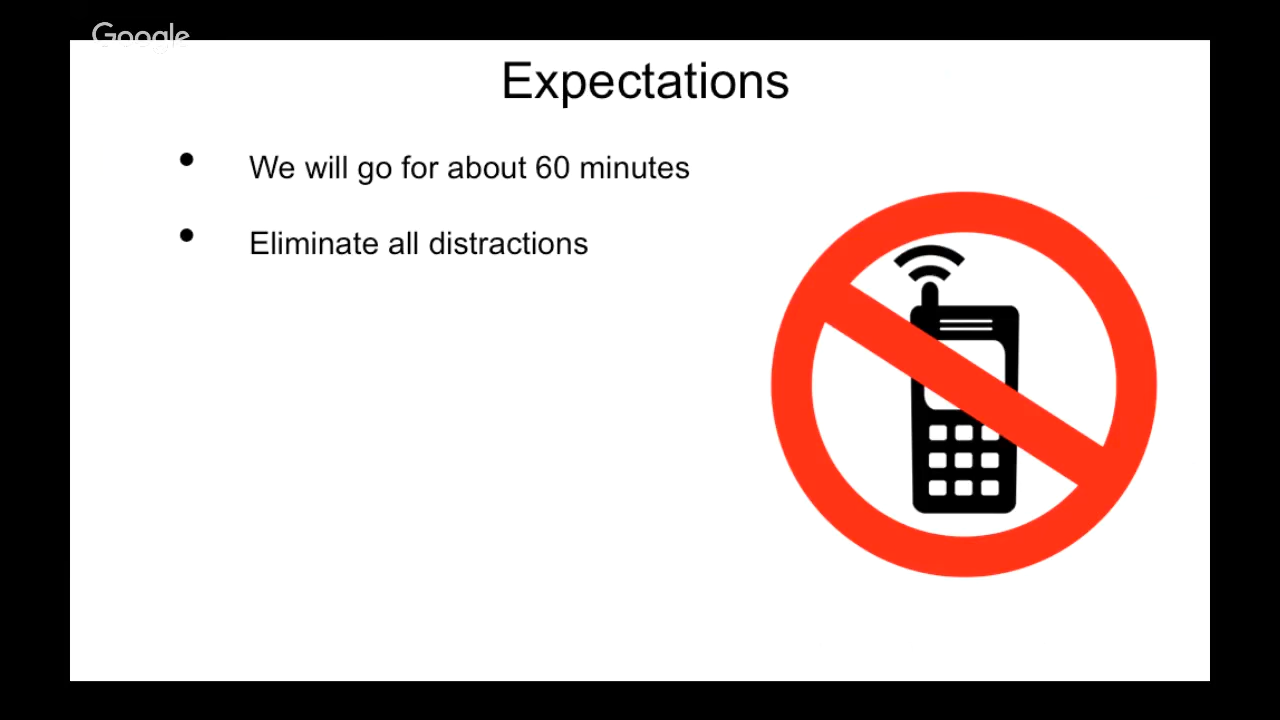 Google
Expectations
• We will go for about 60 minutes
• Eliminate all distractions